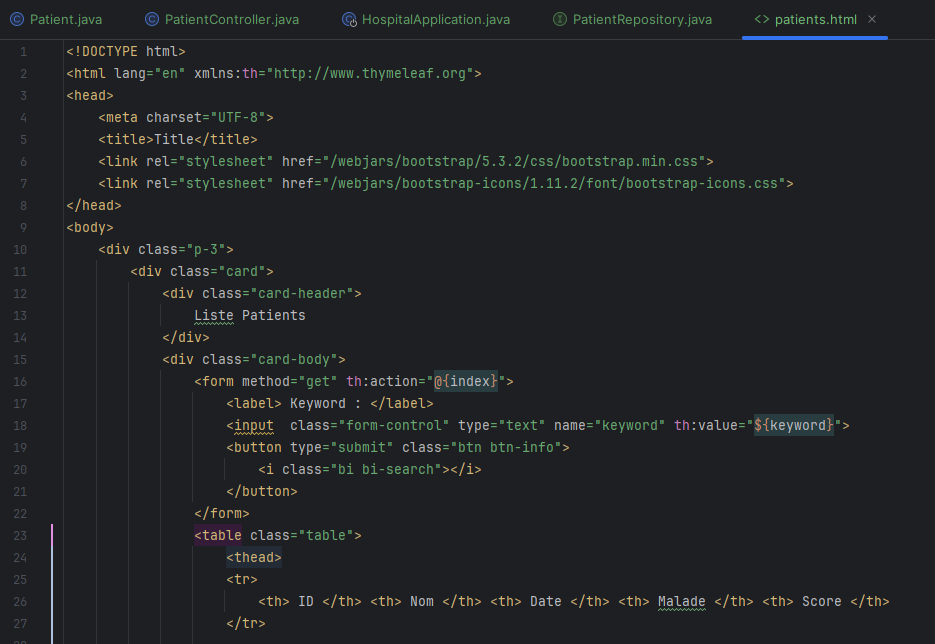 Patient.java PatientController.java HospitalApplication.java PatientRepository.java <> patients.html ×
1 <!DOCTYPE html>
2 <html lang="en" xmlns:th="http://www.thymeleaf.org">
3 <head>
4 <meta charset="UTF-8">
5 <title>Title</title>
6 <link rel="stylesheet" href="/webjars/bootstrap/5.3.2/css/bootstrap.min.css">
7 <link rel="stylesheet" href="/webjars/bootstrap-icons/1.11.2/font/bootstrap-icons.css">
8 </head>
9 <body>
10 <div class="p-3">
11 <div class="card">
12 <div class="card-header">
13 Liste Patients
14 </div>
15 <div class="card-body">
16 <form method="get" th:action="@{index}">
17 <label> Keyword : </label>
18 <input  class="form-control" type="text" name="keyword" th:value="${keyword}">
19 <button type="submit" class="btn btn-info">
20 <i class="bi bi-search"></i>
21 </button>
22 </form>
23 <table class="table">
24 <thead>
25 <tr>
26 <th> ID </th> <th> Nom </th> <th> Date </th> <th> Malade </th> <th> Score </th>
27 </tr>